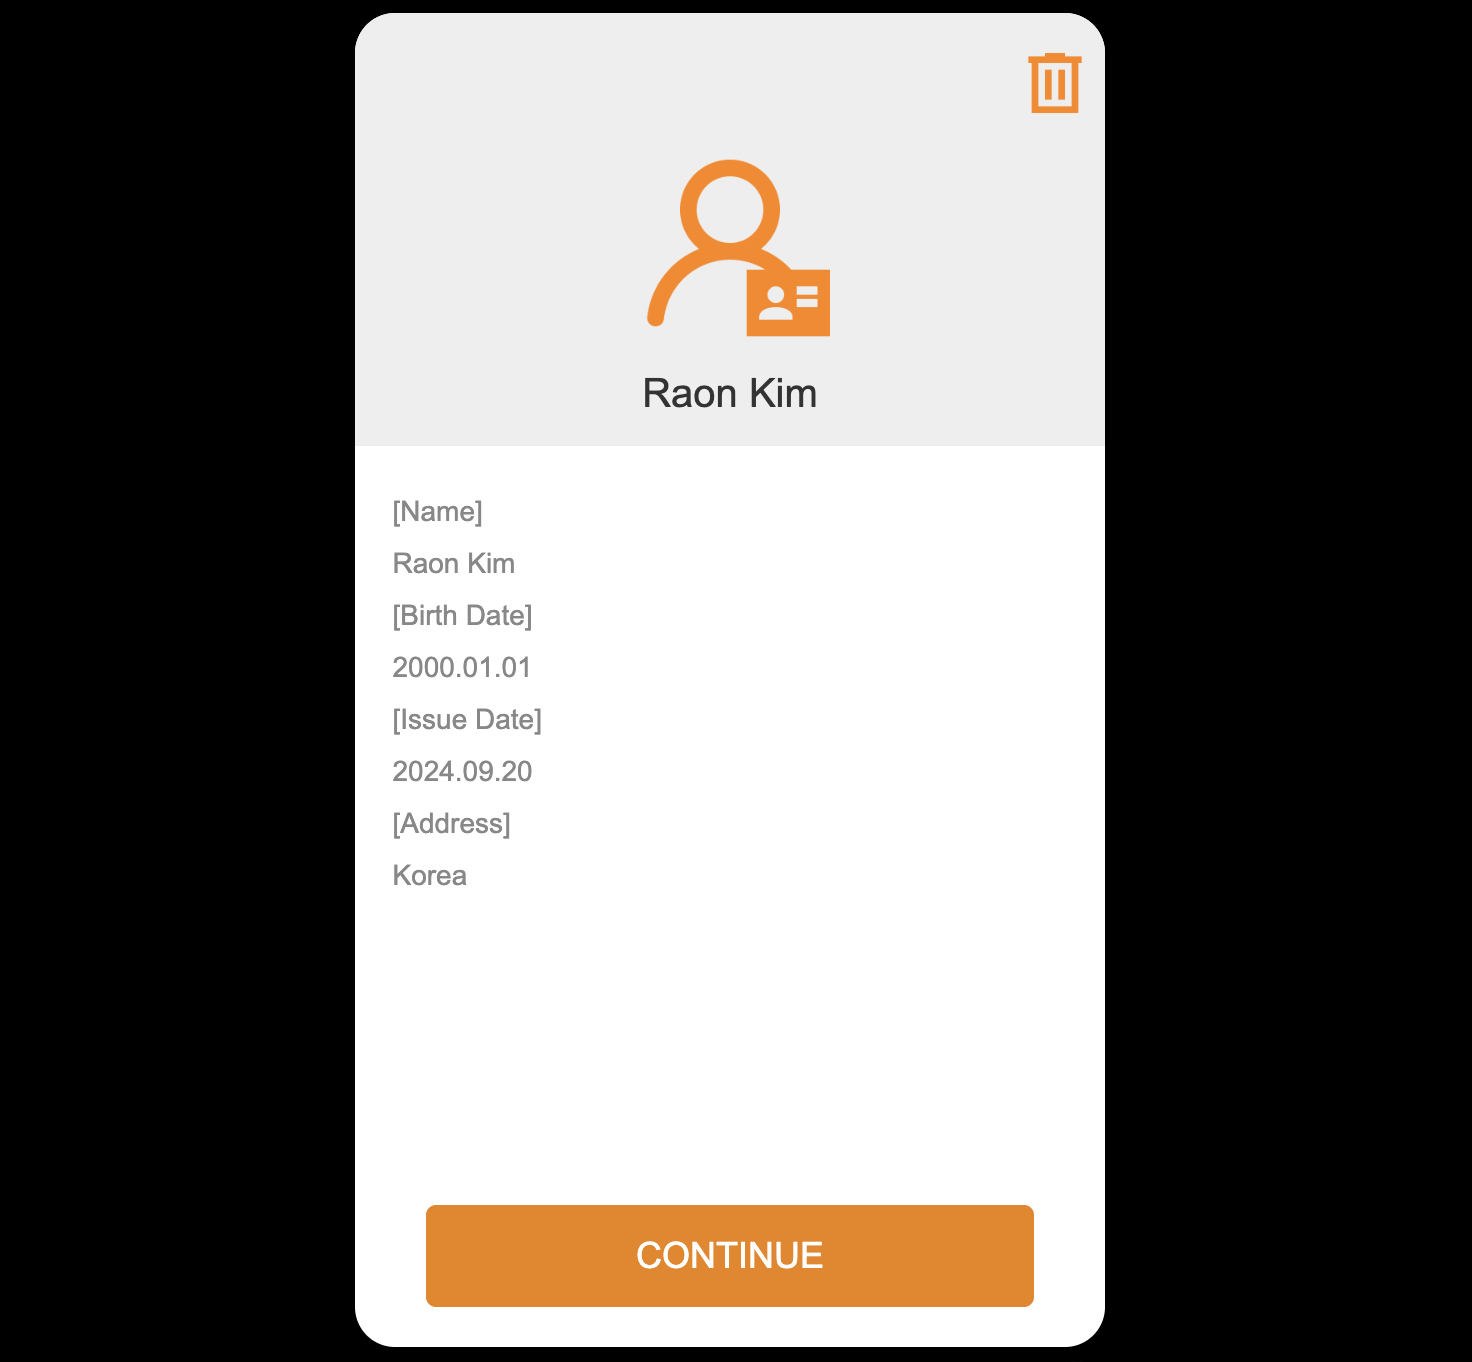 Raon Kim
[Name]
Raon Kim
[Birth Date]
2000.01.01
[Issue Date]
2024.09.20
[Address]
Korea
CONTINUE